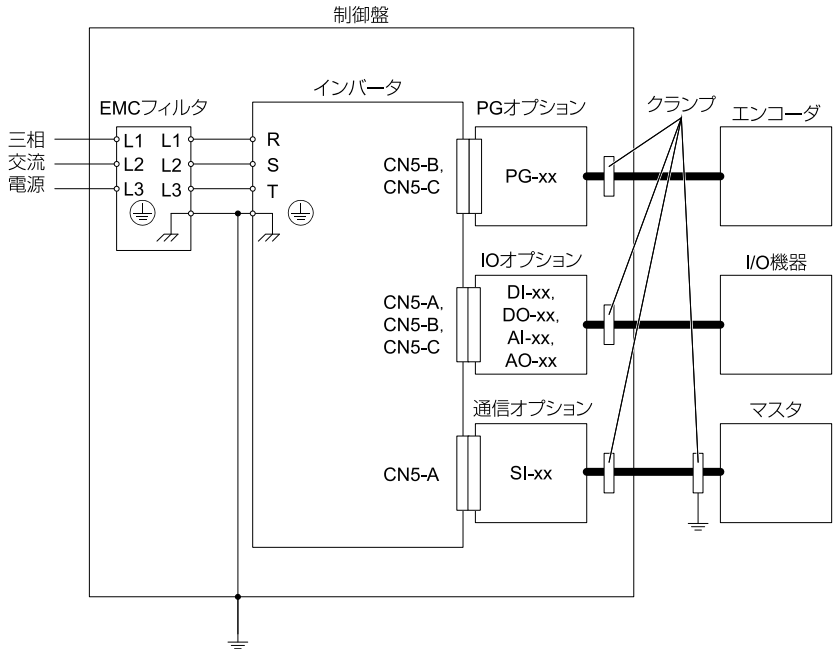 制御盤
インバータ
EMCフィルタ
PGオプション
クランプ
エンコーダ
三相
交流
電源
L1 L1
L2 L2
L3 L3
R
S
T
CN5-B,
CN5-C
PG-xx
IOオプション
I/O機器
CN5-A,
CN5-B,
CN5-C
DI-xx,
DO-xx,
AI-xx,
AO-xx
通信オプション
マスタ
CN5-A
SI-xx